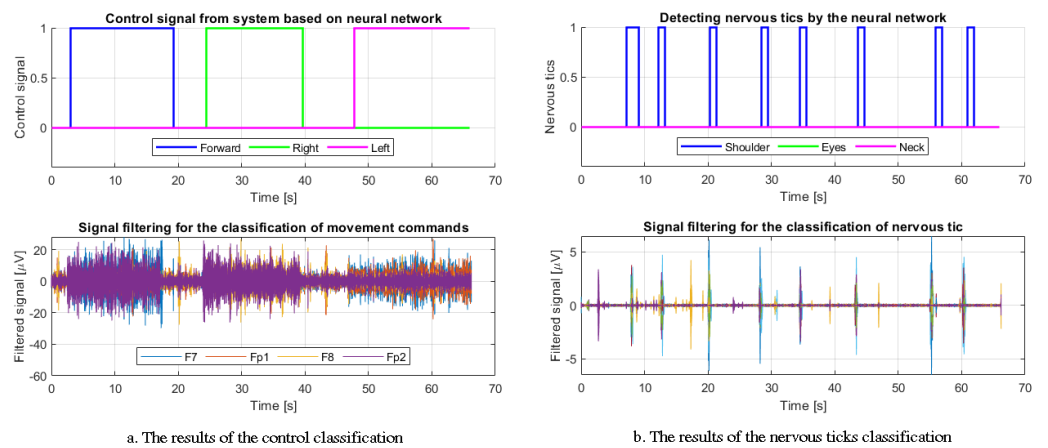 Control signal from system based on neural network
1
0.5
0
Control signal
Forward Right Left
0 10 20 30 40 50 60 70
Time [s]
Signal filtering for the classification of movement commands
20
0
-20
-40
-60
Filtered signal [μV]
F7 Fp1 F8 Fp2
0 10 20 30 40 50 60 70
Time [s]
a. The results of the control classification
Detecting nervous tics by the neural network
1
0.5
0
Nervous tics
Shoulder Eyes Neck
0 10 20 30 40 50 60 70
Time [s]
Signal filtering for the classification of nervous tic
5
0
-5
Filtered signal [μV]
0 10 20 30 40 50 60 70
Time [s]
b. The results of the nervous ticks classification